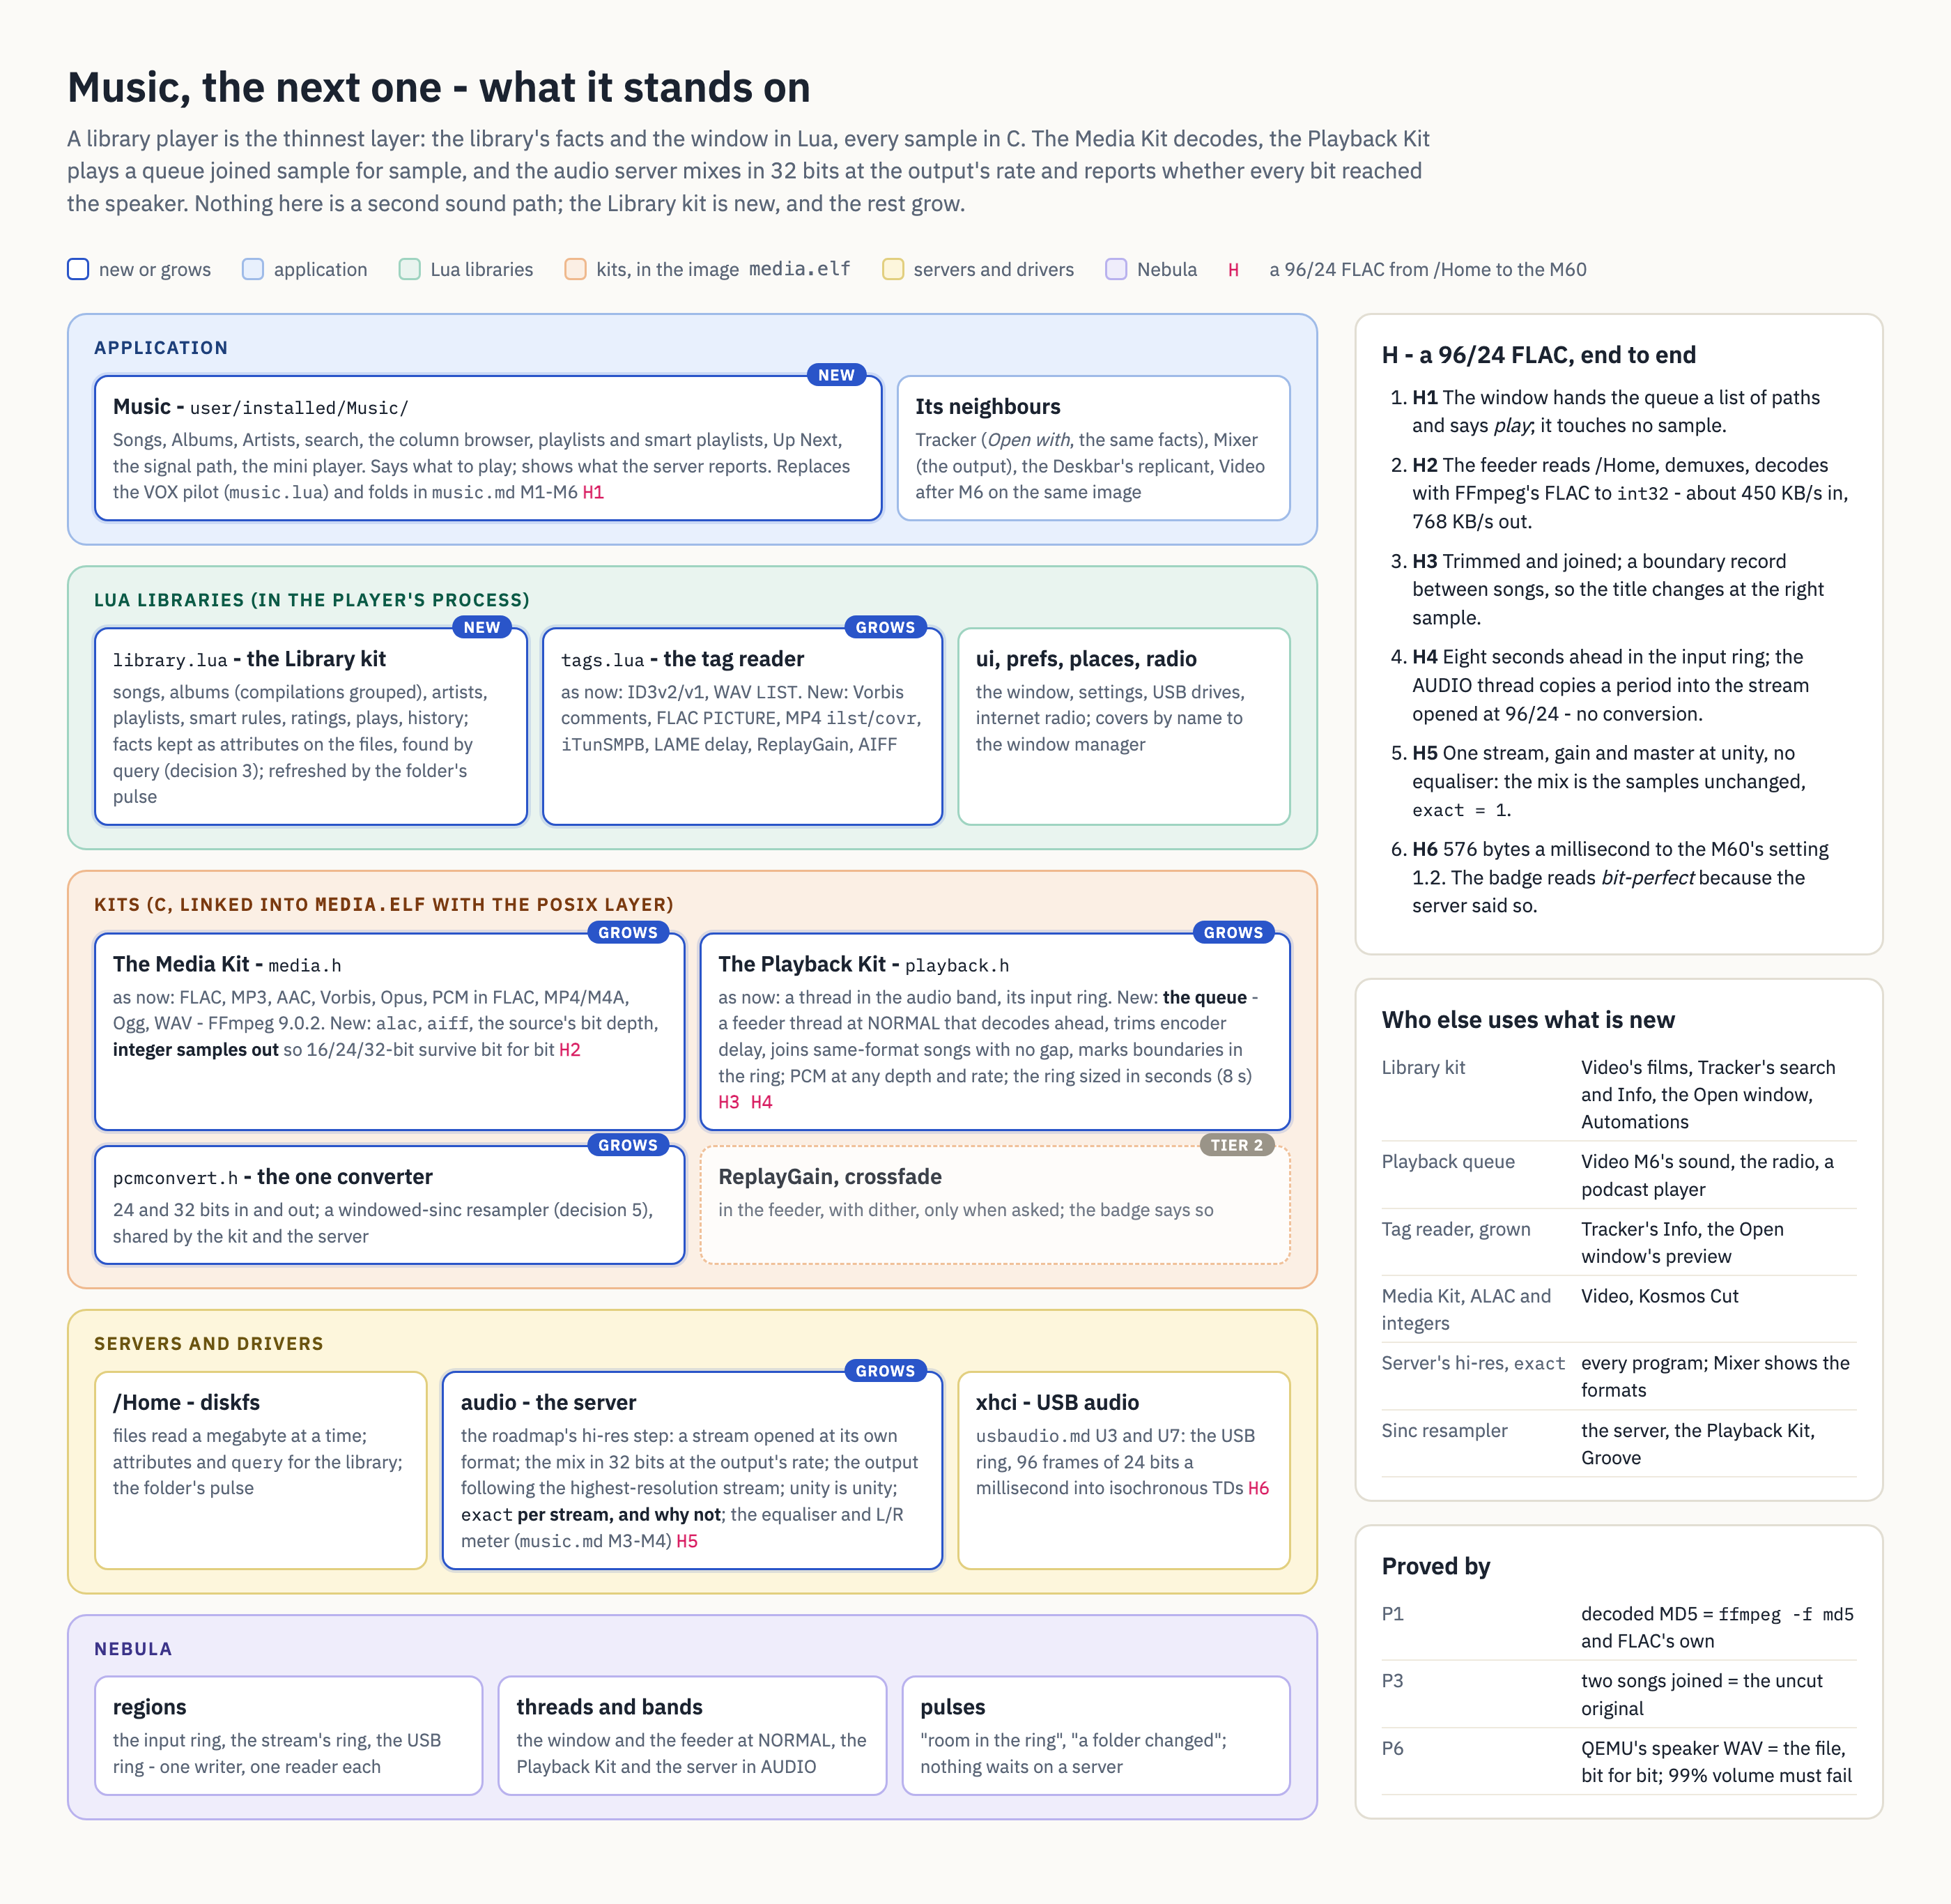 Music, the next one - what it stands on
A library player is the thinnest layer: the library's facts and the window in Lua, every sample in C. The Media Kit decodes, the Playback Kit
plays a queue joined sample for sample, and the audio server mixes in 32 bits at the output's rate and reports whether every bit reached
the speaker. Nothing here is a second sound path; the Library kit is new, and the rest grow.
new or grows
application
Lua libraries
kits, in the image media.elf
servers and drivers
Nebula
H a 96/24 FLAC from /Home to the M60
APPLICATION
NEW
Music - user/installed/Music/
Songs, Albums, Artists, search, the column browser, playlists and smart playlists, Up Next,
the signal path, the mini player. Says what to play; shows what the server reports. Replaces
the VOX pilot (music.lua) and folds in music.md M1-M6 H1
Its neighbours
Tracker (Open with, the same facts), Mixer
(the output), the Deskbar's replicant, Video
after M6 on the same image
LUA LIBRARIES (IN THE PLAYER'S PROCESS)
NEW
library.lua - the Library kit
songs, albums (compilations grouped), artists,
playlists, smart rules, ratings, plays, history;
facts kept as attributes on the files, found by
query (decision 3); refreshed by the folder's
pulse
GROWS
tags.lua - the tag reader
as now: ID3v2/v1, WAV LIST. New: Vorbis
comments, FLAC PICTURE, MP4 ilst/covr,
iTunSMPB, LAME delay, ReplayGain, AIFF
ui, prefs, places, radio
the window, settings, USB drives,
internet radio; covers by name to
the window manager
KITS (C, LINKED INTO MEDIA.ELF WITH THE POSIX LAYER)
GROWS
The Media Kit - media.h
as now: FLAC, MP3, AAC, Vorbis, Opus, PCM in FLAC, MP4/M4A,
Ogg, WAV - FFmpeg 9.0.2. New: alac, aiff, the source's bit depth,
integer samples out so 16/24/32-bit survive bit for bit H2
GROWS
The Playback Kit - playback.h
as now: a thread in the audio band, its input ring. New: the queue -
a feeder thread at NORMAL that decodes ahead, trims encoder
delay, joins same-format songs with no gap, marks boundaries in
the ring; PCM at any depth and rate; the ring sized in seconds (8 s)
H3 H4
GROWS
pcmconvert.h - the one converter
24 and 32 bits in and out; a windowed-sinc resampler (decision 5),
shared by the kit and the server
TIER 2
ReplayGain, crossfade
in the feeder, with dither, only when asked; the badge says so
SERVERS AND DRIVERS
/Home - diskfs
files read a megabyte at a time;
attributes and query for the library;
the folder's pulse
GROWS
audio - the server
the roadmap's hi-res step: a stream opened at its own
format; the mix in 32 bits at the output's rate; the output
following the highest-resolution stream; unity is unity;
exact per stream, and why not; the equaliser and L/R
meter (music.md M3-M4) H5
xhci - USB audio
usbaudio.md U3 and U7: the USB
ring, 96 frames of 24 bits a
millisecond into isochronous TDs H6
NEBULA
regions
the input ring, the stream's ring, the USB
ring - one writer, one reader each
threads and bands
the window and the feeder at NORMAL, the
Playback Kit and the server in AUDIO
pulses
"room in the ring", "a folder changed";
nothing waits on a server
H - a 96/24 FLAC, end to end
1. H1 The window hands the queue a list of paths
and says play; it touches no sample.
2. H2 The feeder reads /Home, demuxes, decodes
with FFmpeg's FLAC to int32 - about 450 KB/s in,
768 KB/s out.
3. H3 Trimmed and joined; a boundary record
between songs, so the title changes at the right
sample.
4. H4 Eight seconds ahead in the input ring; the
AUDIO thread copies a period into the stream
opened at 96/24 - no conversion.
5. H5 One stream, gain and master at unity, no
equaliser: the mix is the samples unchanged,
exact = 1.
6. H6 576 bytes a millisecond to the M60's setting
1.2. The badge reads bit-perfect because the
server said so.
Who else uses what is new
Library kit
Video's films, Tracker's search
and Info, the Open window,
Automations
Playback queue
Video M6's sound, the radio, a
podcast player
Tag reader, grown
Tracker's Info, the Open
window's preview
Media Kit, ALAC and
integers
Video, Kosmos Cut
Server's hi-res, exact
every program; Mixer shows the
formats
Sinc resampler
the server, the Playback Kit,
Groove
Proved by
P1
decoded MD5 = ffmpeg -f md5
and FLAC's own
P3
two songs joined = the uncut
original
P6
QEMU's speaker WAV = the file,
bit for bit; 99% volume must fail